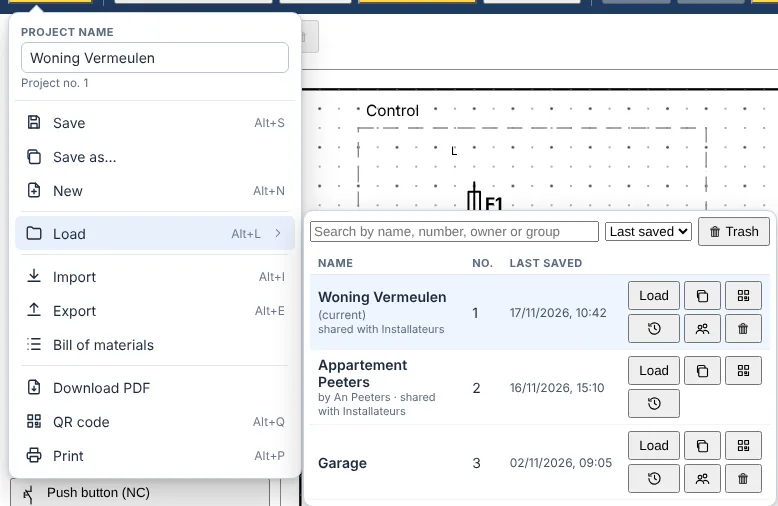 PROJECT NAME
Woning Vermeulen
Project no. 1
Save Alt+S
Save as...
New Alt+N
Load Alt+L
Import Alt+I
Export Alt+E
Bill of materials
Download PDF
QR code Alt+Q
Print Alt+P
Push button (NC)
Control
L
F1
Search by name, number, owner or group Last saved Trash
NAME NO. LAST SAVED
Woning Vermeulen
(current)
shared with Installateurs
1 17/11/2026, 10:42 Load
Appartement
Peeters
by An Peeters · shared
with Installateurs
2 16/11/2026, 15:10 Load
Garage 3 02/11/2026, 09:05 Load